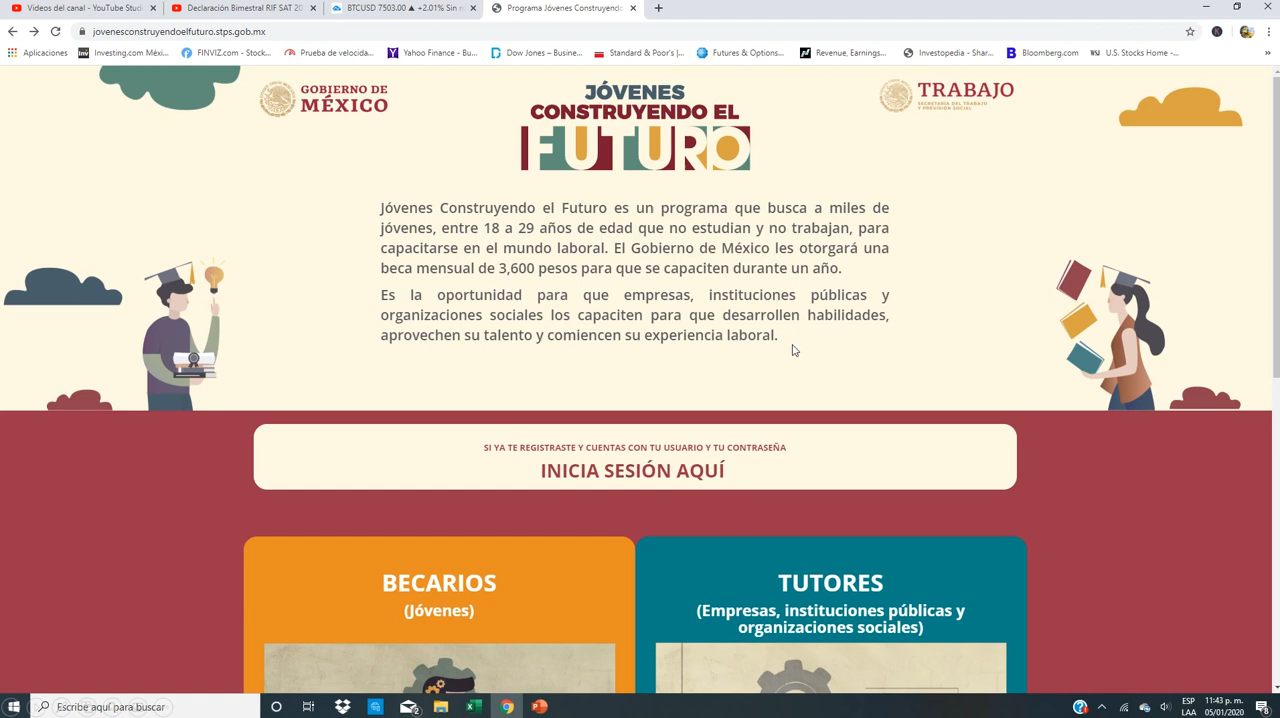 Videos del canal - YouTube Stud
Declaración Bimestral RIF SAT 20
BTCUSD 7503.00 ▲ +2.01% Sin n
Programa Jóvenes Construyendo
jovenesconstruyendoelfuturo.stps.gob.mx
Aplicaciones
Investing.com Méxi...
FINVIZ.com - Stock...
Prueba de velocida...
Yahoo Finance - Bu...
Dow Jones – Busine...
Standard & Poor's |...
Futures & Options...
Revenue, Earnings...
Investopedia - Shar...
Bloomberg.com
WSJ
U.S. Stocks Home -...
»
GOBIERNO DE
MÉXICO
JÓVENES
CONSTRUYENDO EL
FUTURO
TRABAJO
SECRETARÍA DEL TRABAJO
Y PREVISIÓN SOCIAL
Jóvenes Construyendo el Futuro es un programa que busca a miles de
jóvenes, entre 18 a 29 años de edad que no estudian y no trabajan, para
capacitarse en el mundo laboral. El Gobierno de México les otorgará una
beca mensual de 3,600 pesos para que se capaciten durante un año.
Es la oportunidad para que empresas, instituciones públicas y
organizaciones sociales los capaciten para que desarrollen habilidades,
aprovechen su talento y comiencen su experiencia laboral.
SI YA TE REGISTRASTE Y CUENTAS CON TU USUARIO Y TU CONTRASEÑA
INICIA SESIÓN AQUÍ
BECARIOS
(Jóvenes)
TUTORES
(Empresas, instituciones públicas y
organizaciones sociales)
Escribe aquí para buscar
ESP
LAA
11:43 p. m.
05/01/2020